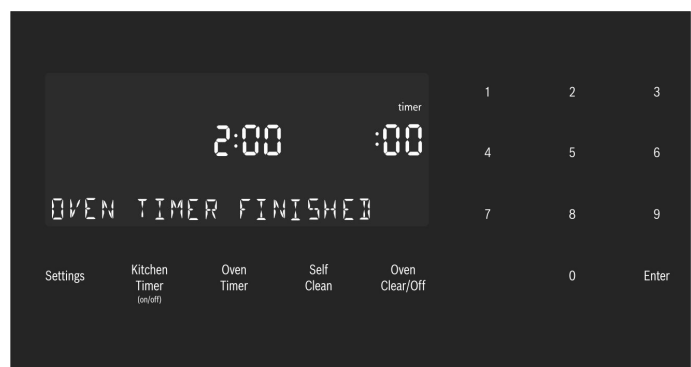 timer
2:00 :00
OVEN TIMER FINISHED
1 2 3
4 5 6
7 8 9
0 Enter
Settings
Kitchen
Timer
(on/off)
Oven
Timer
Self
Clean
Oven
Clear/Off